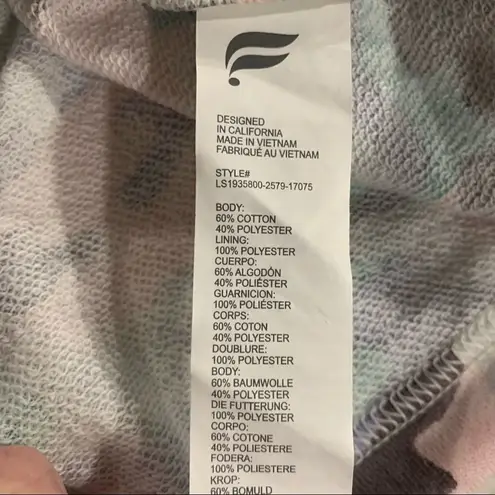 DESIGNED
IN CALIFORNIA
MADE IN VIETNAM
FABRIQUÉ AU VIETNAM
STYLE#
LS1935800-2579-17075
BODY:
60% COTTON
40% POLYESTER
LINING:
100% POLYESTER
CUERPO:
60% ALGODÓN
40% POLIÉSTER
GUARNICION:
100% POLIÉSTER
CORPS:
60% COTON
40% POLYESTER
DOUBLURE:
100% POLYESTER
BODY:
60% BAUMWOLLE
40% POLYESTER
DIE FUTTERUNG:
100% POLYESTER
CORPO:
60% COTONE
40% POLIESTERE
FODERA:
100% POLIESTERE
KROP:
60% BOMULD